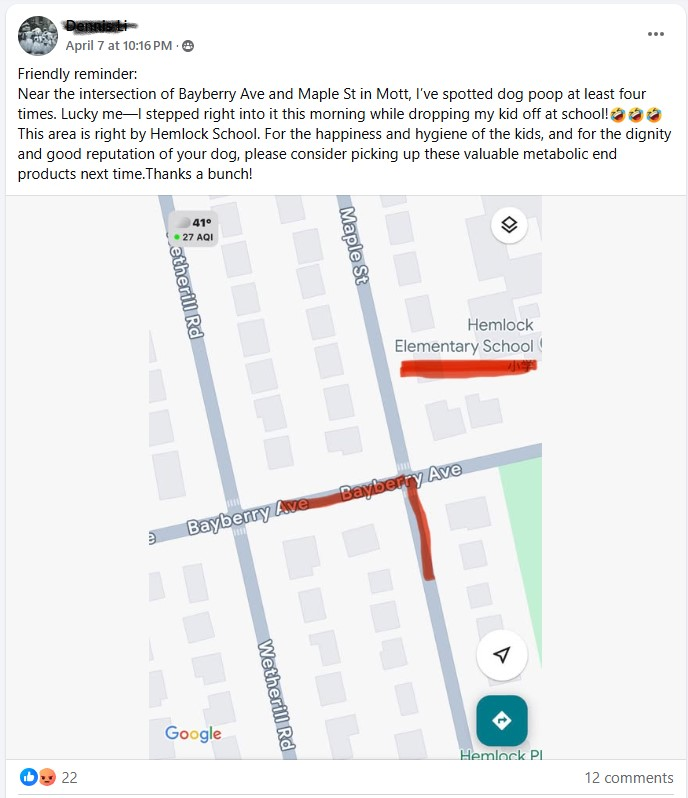 April 7 at 10:16 PM ·
Friendly reminder:
Near the intersection of Bayberry Ave and Maple St in Mott, I've spotted dog poop at least four
times. Lucky me—I stepped right into it this morning while dropping my kid off at school!🤣🤣🤣
This area is right by Hemlock School. For the happiness and hygiene of the kids, and for the dignity
and good reputation of your dog, please consider picking up these valuable metabolic end
products next time.Thanks a bunch!
41°
27 AQI
etherill Rd
Maple St
Hemlock
Elementary School
小学
Bayberry Ave
Bayberry Ave
e
Wetherill Rd
Google
Hemlock Pl
22
12 comments